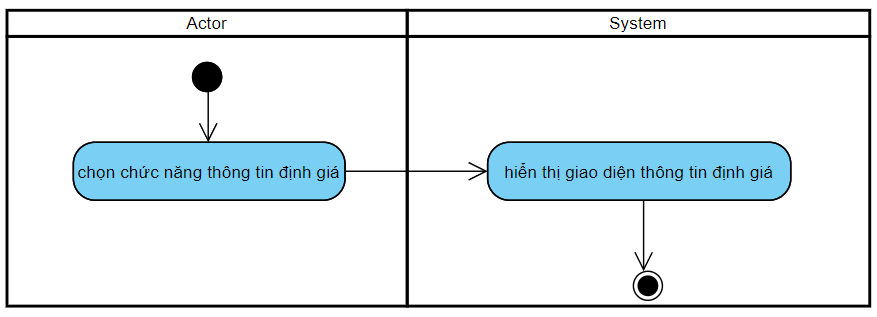 Actor
System
chọn chức năng thông tin định giá
hiển thị giao diện thông tin định giá